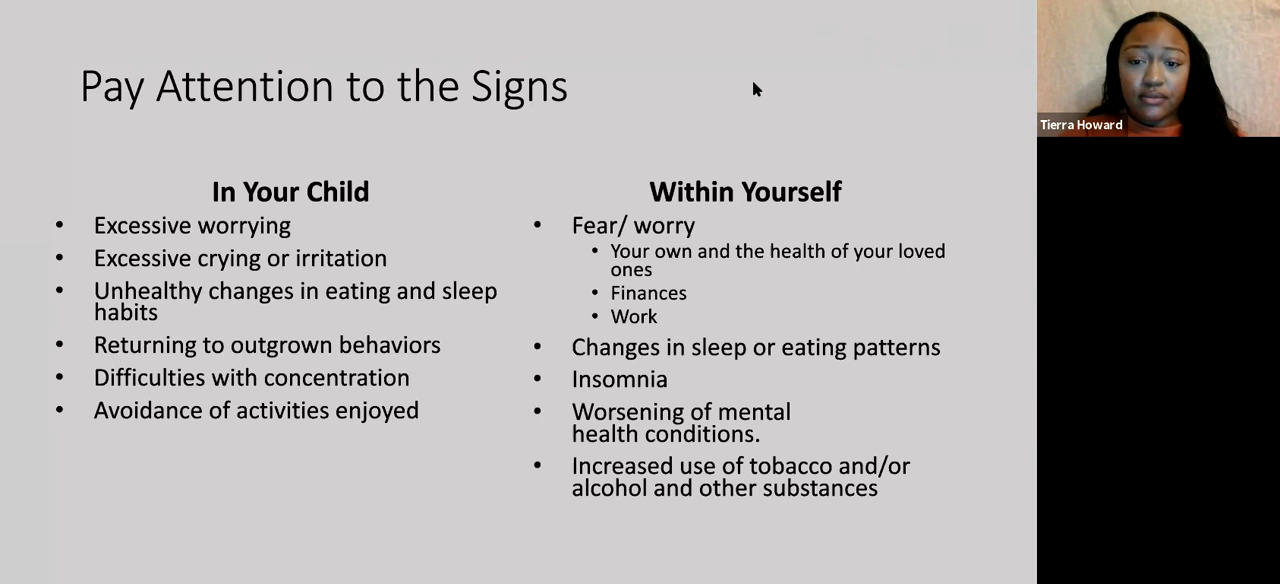 Pay Attention to the Signs
In Your Child
• Excessive worrying
• Excessive crying or irritation
• Unhealthy changes in eating and sleep
habits
• Returning to outgrown behaviors
• Difficulties with concentration
• Avoidance of activities enjoyed
Within Yourself
• Fear/ worry
• Your own and the health of your loved
ones
• Finances
• Work
• Changes in sleep or eating patterns
• Insomnia
• Worsening of mental
health conditions.
• Increased use of tobacco and/or
alcohol and other substances
Tierra Howard